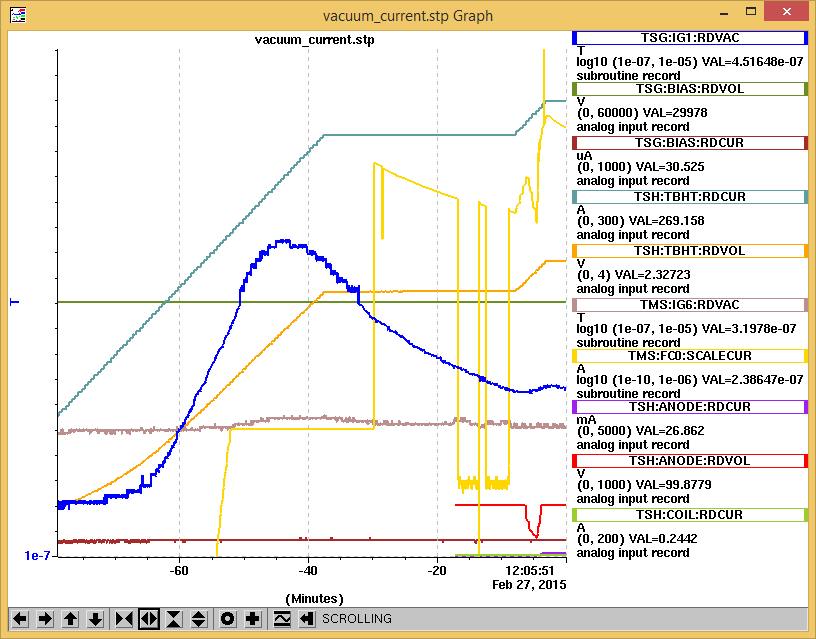 vacuum_current.stp Graph
vacuum_current.stp
T
1e-7
-60
-40
-20
12:05:51
Feb 27, 2015
(Minutes)
TSG:IG1:RDVAC
T
log10 (1e-07, 1e-05) VAL=4.51648e-07
subroutine record
TSG:BIAS:RDVOL
V
(0, 60000) VAL=29978
analog input record
TSG:BIAS:RDCUR
uA
(0, 1000) VAL=30.525
analog input record
TSH:TBHT:RDCUR
A
(0, 300) VAL=269.158
analog input record
TSH:TBHT:RDVOL
V
(0, 4) VAL=2.32723
analog input record
TMS:IG6:RDVAC
T
log10 (1e-07, 1e-05) VAL=3.1978e-07
subroutine record
TMS:FC0:SCALECUR
A
log10 (1e-10, 1e-06) VAL=2.38647e-07
subroutine record
TSH:ANODE:RDCUR
mA
(0, 5000) VAL=26.862
analog input record
TSH:ANODE:RDVOL
V
(0, 1000) VAL=99.8779
analog input record
TSH:COIL:RDCUR
A
(0, 200) VAL=0.2442
analog input record
SCROLLING